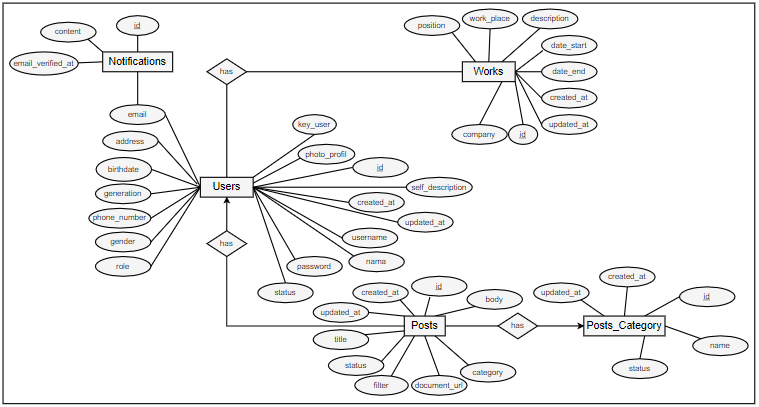 id
content
email_verified_at
Notifications
email
address
birthdate
generation
phone_number
gender
role
has
position
work_place
description
date_start
date_end
created_at
updated_at
Works
company
id
key_user
photo_profil
id
self_description
created_at
updated_at
username
nama
password
status
Users
has
created_at
id
body
updated_at
title
status
filter
document_url
category
Posts
has
created_at
updated_at
id
Posts_Category
name
status